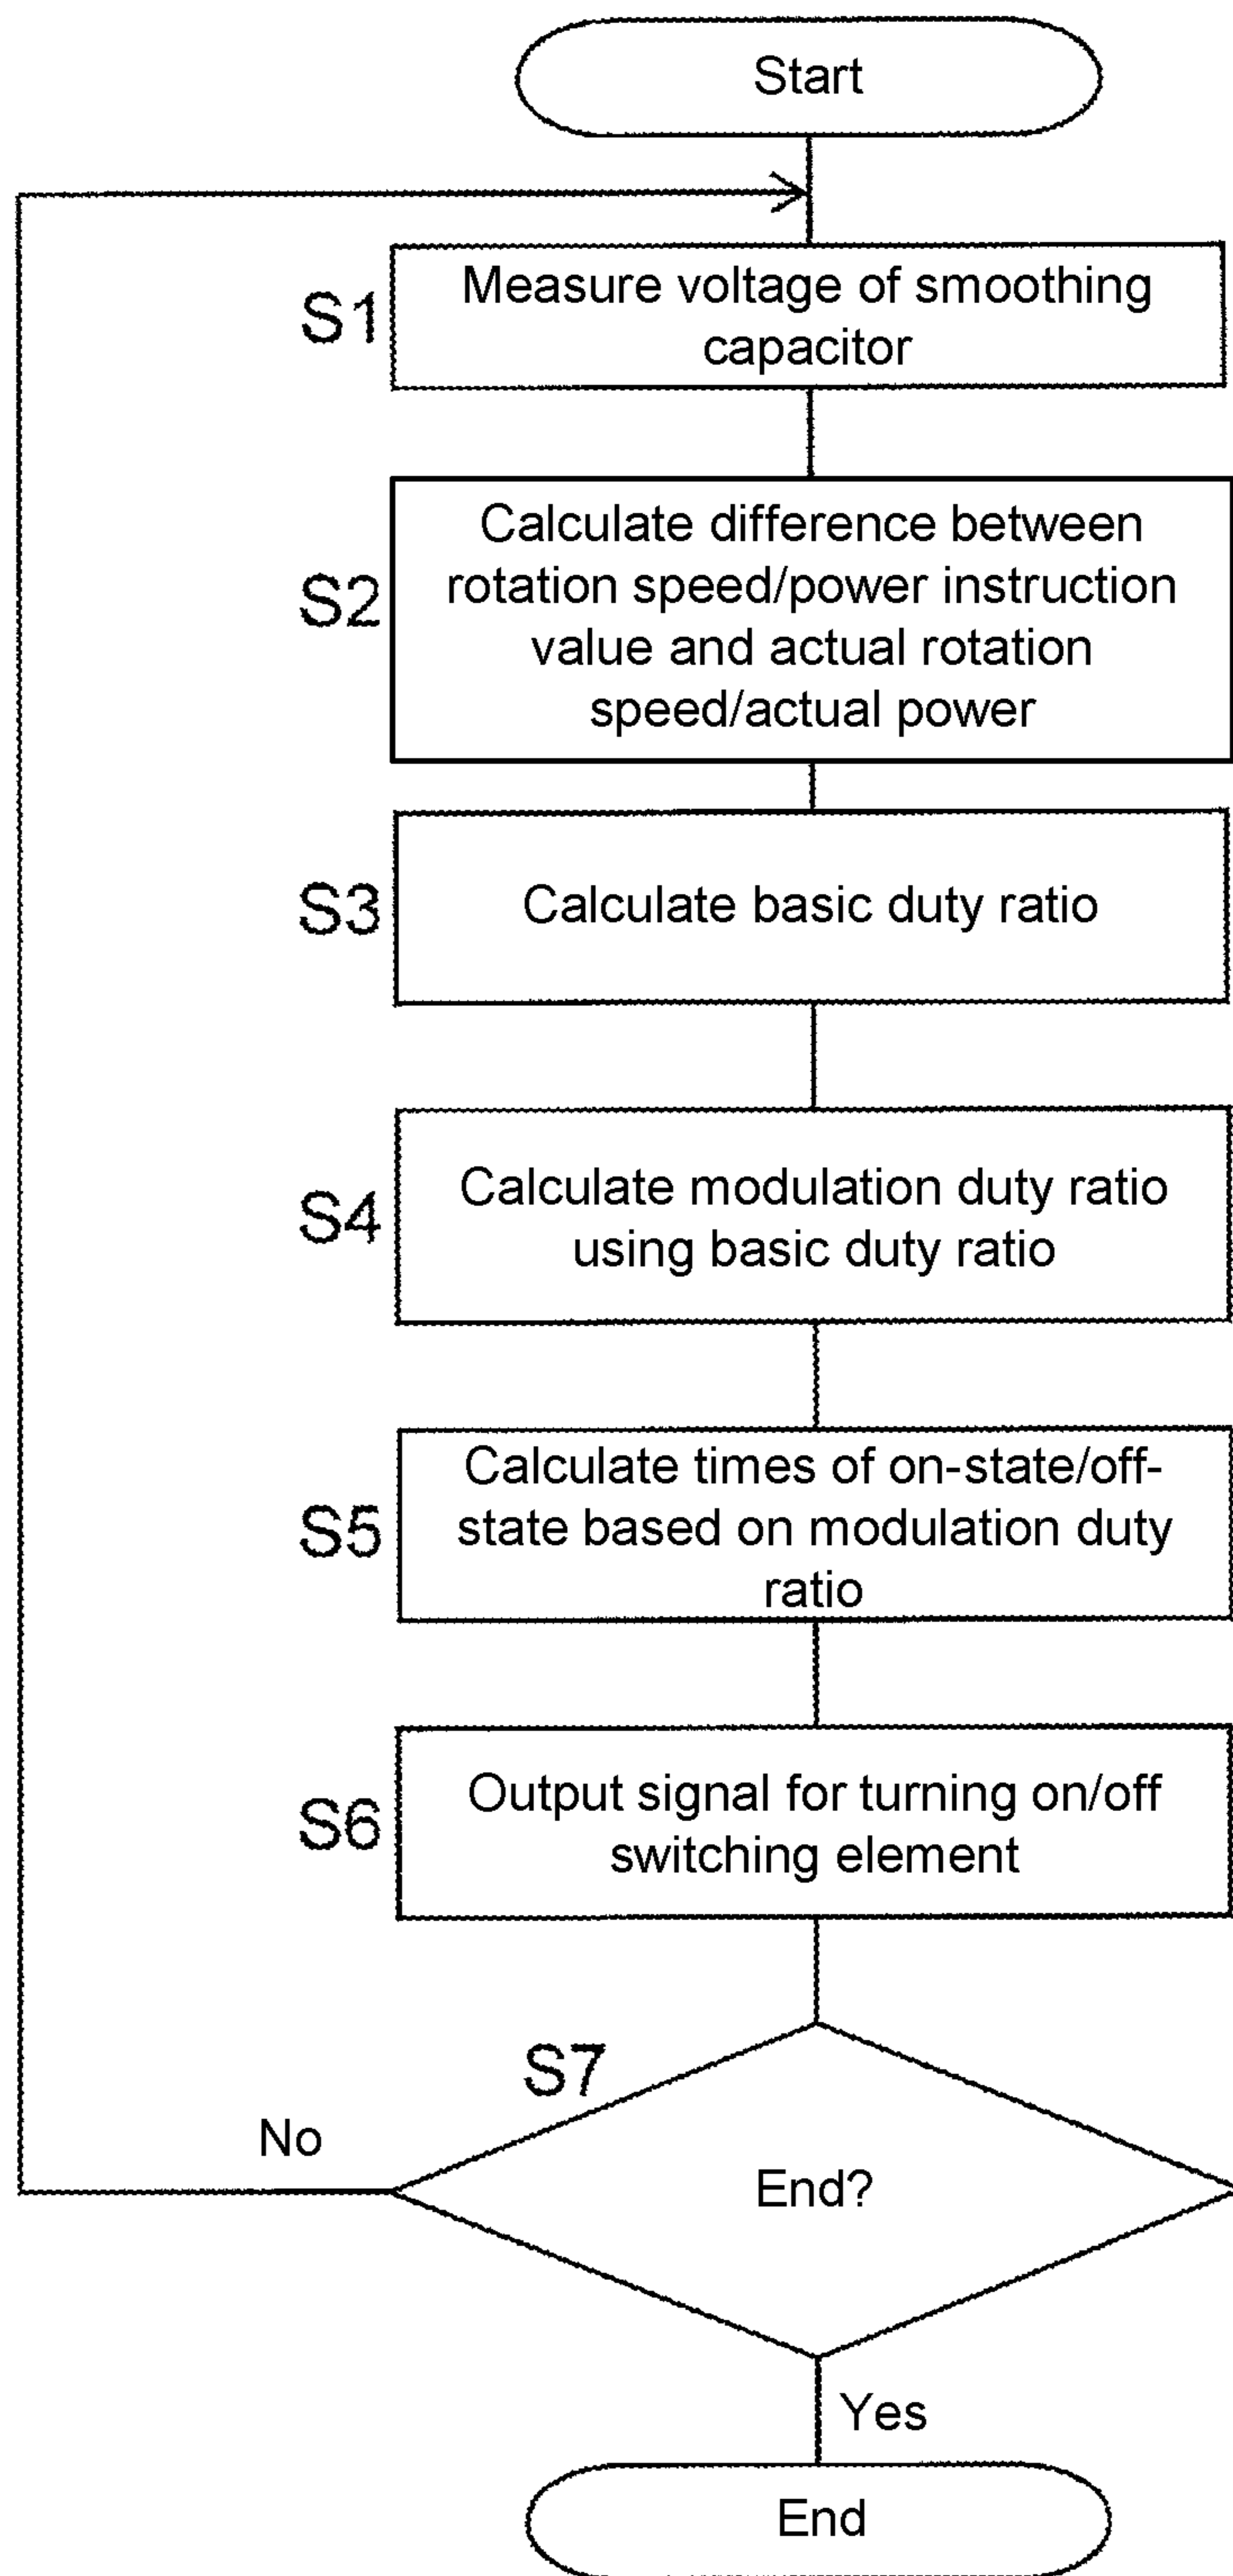 Start
S1
Measure voltage of smoothing
capacitor
S2
Calculate difference between
rotation speed/power instruction
value and actual rotation
speed/actual power
S3
Calculate basic duty ratio
S4
Calculate modulation duty ratio
using basic duty ratio
S5
Calculate times of on-state/off-
state based on modulation duty
ratio
S6
Output signal for turning on/off
switching element
S7
No
End?
Yes
End